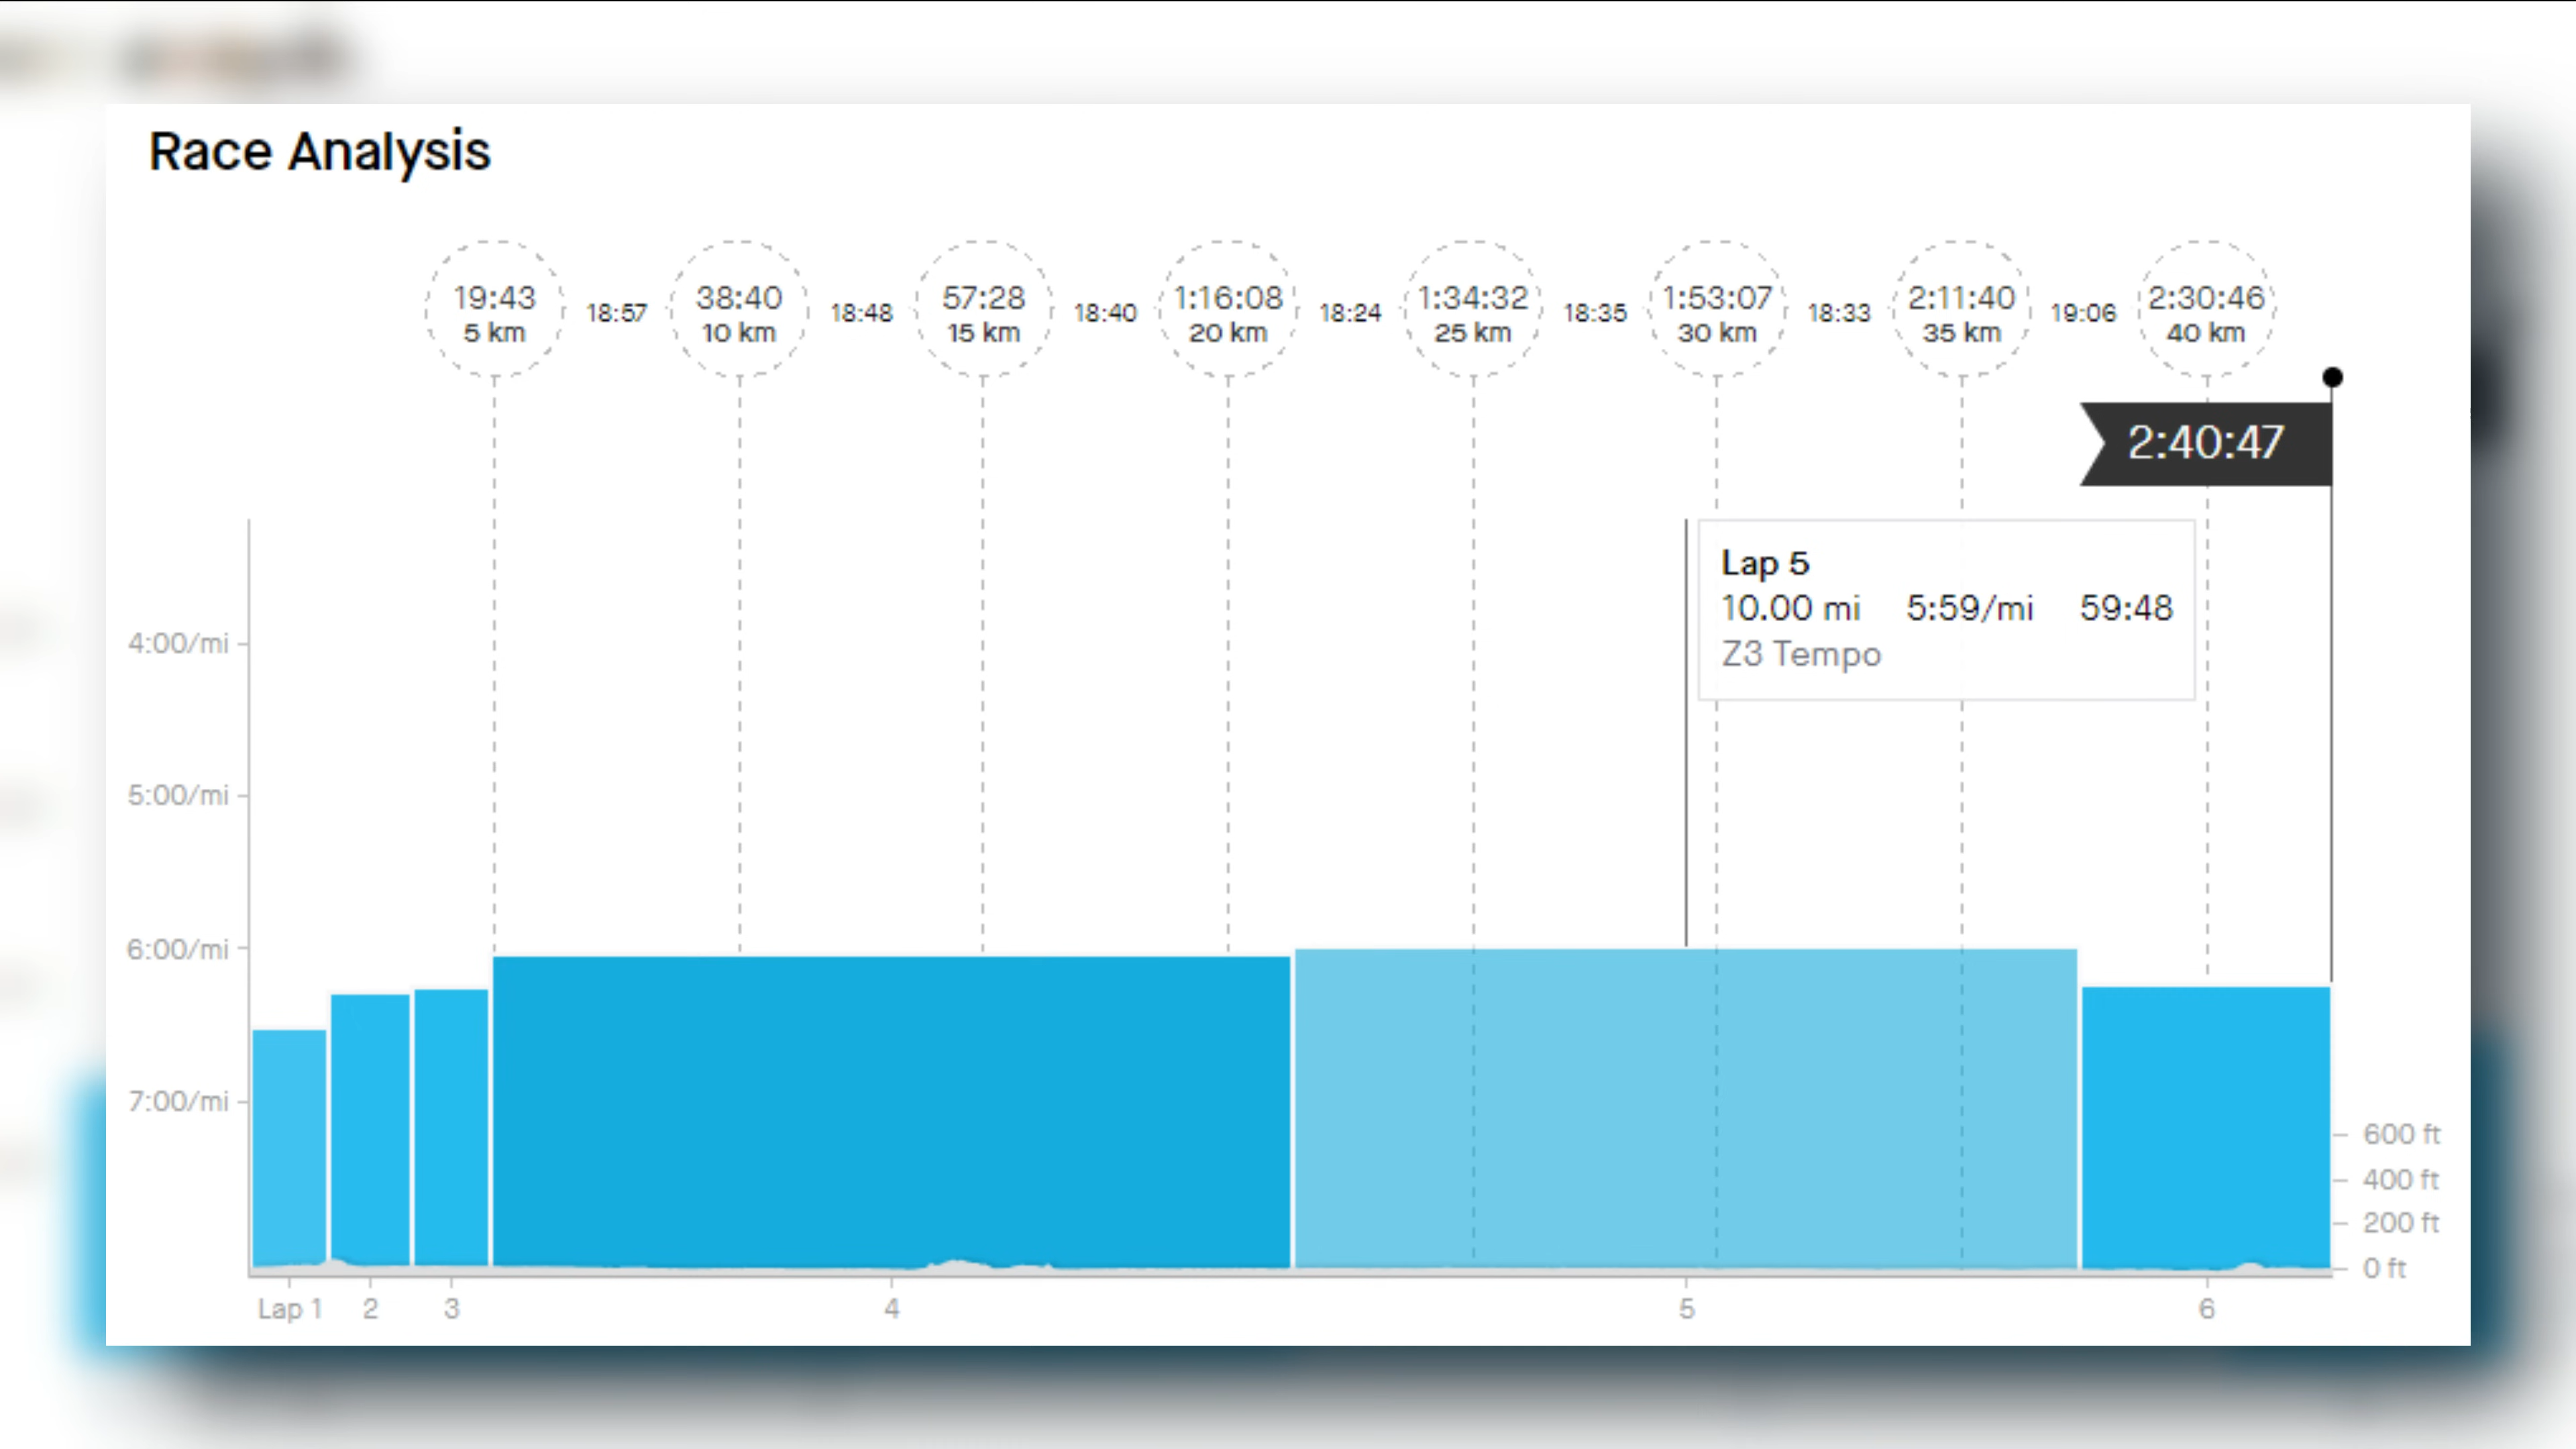 Race Analysis
19:43
5 km
18:57
38:40
10 km
18:48
57:28
15 km
18:40
1:16:08
20 km
18:24
1:34:32
25 km
18:35
1:53:07
30 km
18:33
2:11:40
35 km
19:06
2:30:46
40 km
2:40:47
Lap 5
10.00 mi 5:59/mi 59:48
Z3 Tempo
4:00/mi
5:00/mi
6:00/mi
7:00/mi
600 ft
400 ft
200 ft
0 ft
Lap 1 2 3 4 5 6